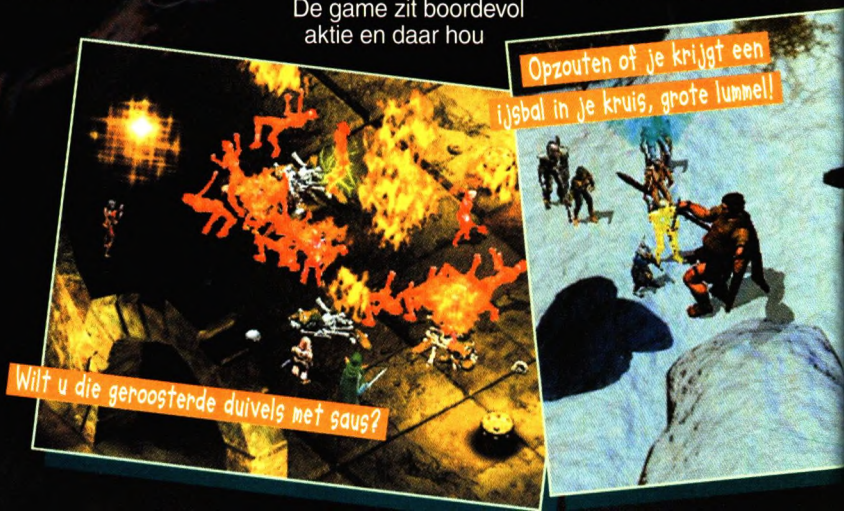 De game zit boordevol
aktie en daar hou
Opzouten of je krijgt een
ijsbal in je kruis, grote lummel!
Wilt u die geroosterde duivels met saus?